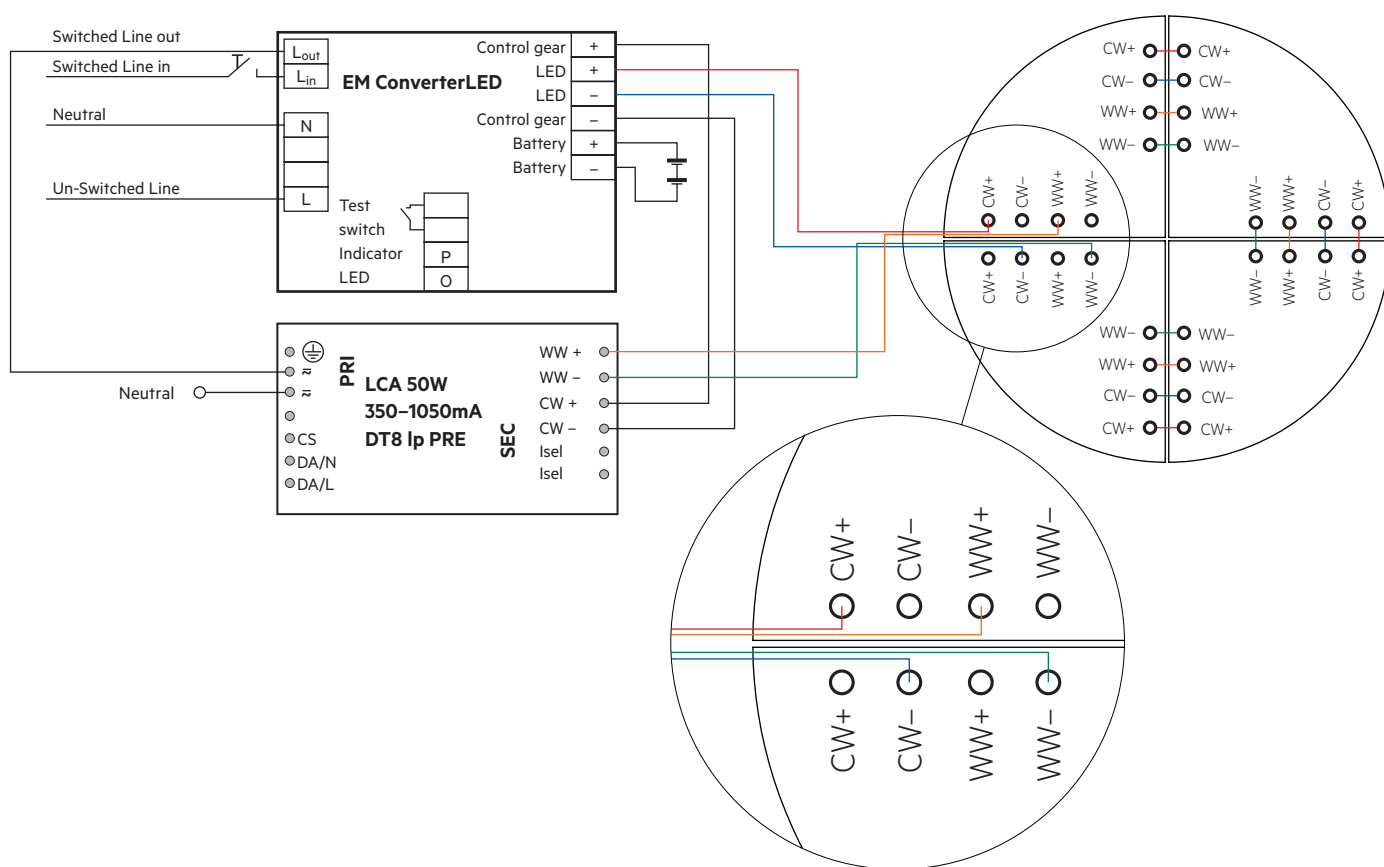 Switched Line out
Switched Line in
Neutral
Un-Switched Line
Lout
Lin
N
L
EM ConverterLED
Control gear +
LED +
LED –
Control gear –
Battery +
Battery –
Test
switch
Indicator P
LED O
Neutral
PRI
CS
DA/N
DA/L
LCA 50W
350–1050mA
DT8 lp PRE
SEC
WW +
WW –
CW +
CW –
Isel
Isel
CW+ CW+
CW– CW–
WW+ WW+
WW– WW–
CW+ CW– WW+ WW–
CW+ CW– WW+ WW–
WW– WW+ CW– CW+
WW– WW+ CW– CW+
WW– WW–
WW+ WW+
CW– CW–
CW+ CW+
CW+ CW– WW+ WW–
CW+ CW– WW+ WW–